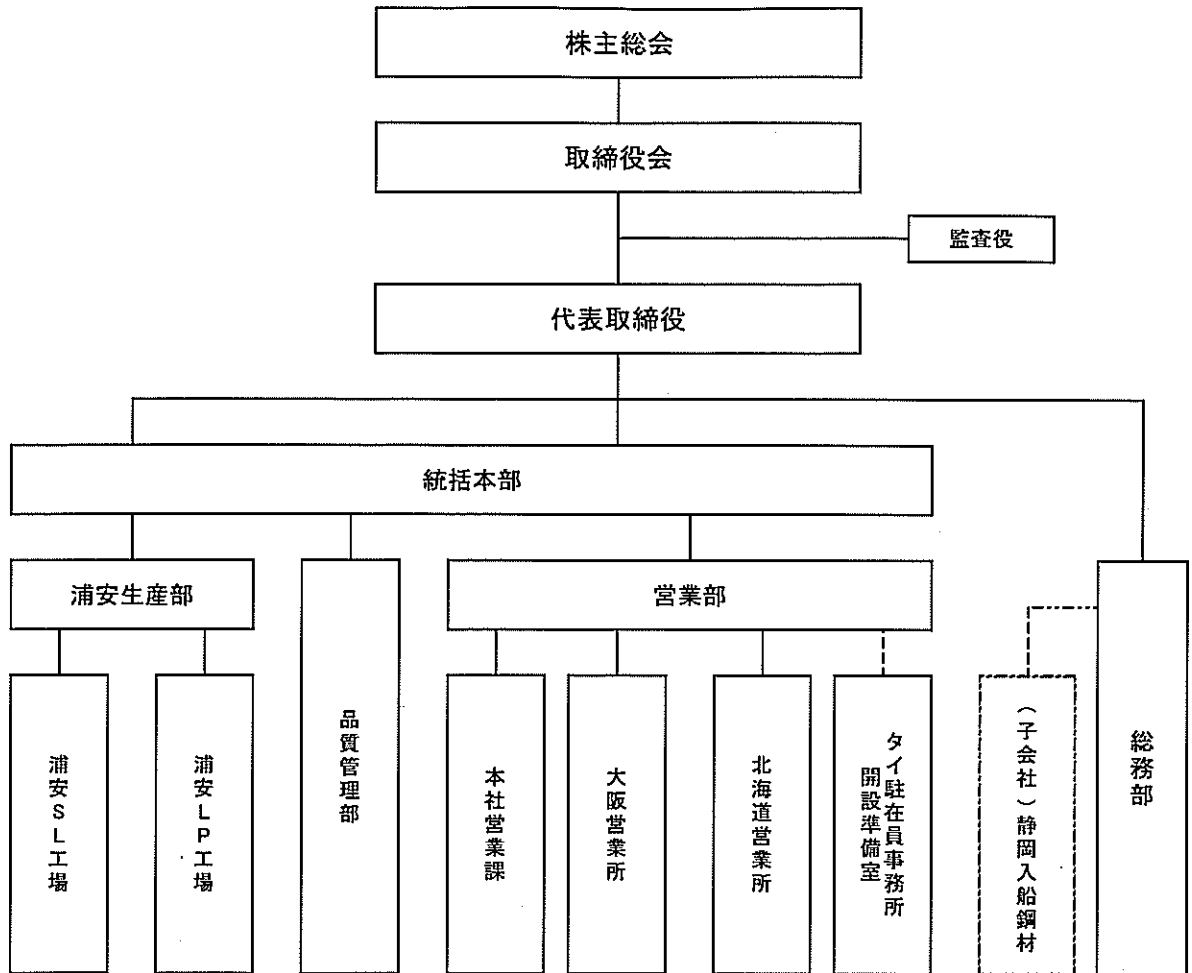 株主総会
取締役会
監査役
代表取締役
統括本部
浦安生産部
営業部
浦安SL工場
浦安LP工場
品質管理部
本社営業課
大阪営業所
北海道営業所
タイ駐在員事務所
開設準備室
（子会社）静岡入船鋼材
総務部